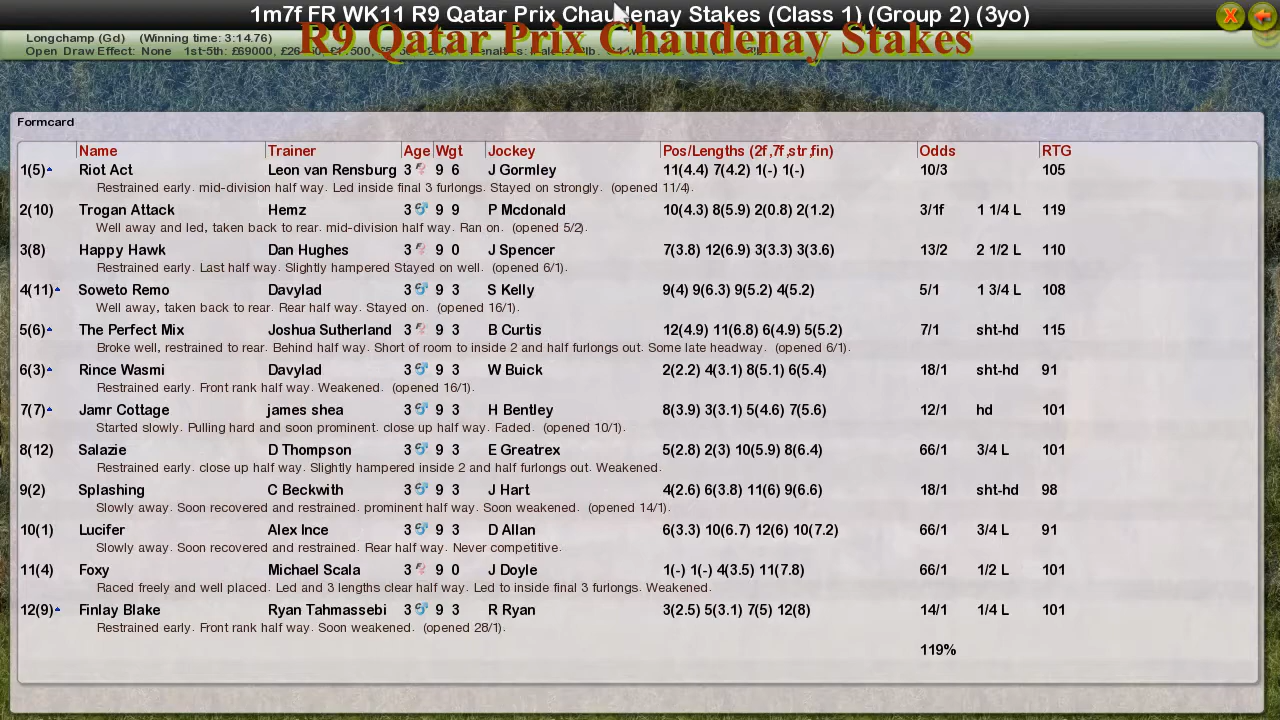 1m7f FR WK11 R9 Qatar Prix Chaudenay Stakes (Class 1) (Group 2) (3yo)
R9 Qatar Prix Chaudenay Stakes
Longchamp (Gd) (Winning time: 3:14.76)
Open Draw Effect: None 1st-5th: £69000,
Formcard
Name Trainer Age Wgt Jockey Pos/Lengths (2f,7f,str,fin) Odds RTG
1(5) Riot Act Leon van Rensburg 3 9 6 J Gormley 11(4.4) 7(4.2) 1(-) 1(-) 10/3 105
Restrained early. mid-division half way. Led inside final 3 furlongs. Stayed on strongly. (opened 11/4).
2(10) Trogan Attack Hemz 3 9 9 P Mcdonald 10(4.3) 8(5.9) 2(0.8) 2(1.2) 3/1f 1 1/4 L 119
Well away and led, taken back to rear. mid-division half way. Ran on. (opened 5/2).
3(8) Happy Hawk Dan Hughes 3 9 0 J Spencer 7(3.8) 12(6.9) 3(3.3) 3(3.6) 13/2 2 1/2 L 110
Restrained early. Last half way. Slightly hampered Stayed on well. (opened 6/1).
4(11) Soweto Remo Davylad 3 9 3 S Kelly 9(4) 9(6.3) 9(5.2) 4(5.2) 5/1 1 3/4 L 108
Well away, taken back to rear. Rear half way. Stayed on. (opened 16/1).
5(6) The Perfect Mix Joshua Sutherland 3 9 3 B Curtis 12(4.9) 11(6.8) 6(4.9) 5(5.2) 7/1 sht-hd 115
Broke well, restrained to rear. Behind half way. Short of room to inside 2 and half furlongs out. Some late headway. (opened 6/1).
6(3) Rince Wasmi Davylad 3 9 3 W Buick 2(2.2) 4(3.1) 8(5.1) 6(5.4) 18/1 sht-hd 91
Restrained early. Front rank half way. Weakened. (opened 16/1).
7(7) Jamr Cottage james shea 3 9 3 H Bentley 8(3.9) 3(3.1) 5(4.6) 7(5.6) 12/1 hd 101
Started slowly. Pulling hard and soon prominent. close up half way. Faded. (opened 10/1).
8(12) Salazie D Thompson 3 9 3 E Greatrex 5(2.8) 2(3) 10(5.9) 8(6.4) 66/1 3/4 L 101
Restrained early. close up half way. Slightly hampered inside 2 and half furlongs out. Weakened.
9(2) Splashing C Beckwith 3 9 3 J Hart 4(2.6) 6(3.8) 11(6) 9(6.6) 18/1 sht-hd 98
Slowly away. Soon recovered and restrained. prominent half way. Soon weakened. (opened 14/1).
10(1) Lucifer Alex Ince 3 9 3 D Allan 6(3.3) 10(6.7) 12(6) 10(7.2) 66/1 3/4 L 91
Slowly away. Soon recovered and restrained. Rear half way. Never competitive.
11(4) Foxy Michael Scala 3 9 0 J Doyle 1(-) 1(-) 4(3.5) 11(7.8) 66/1 1/2 L 101
Raced freely and well placed. Led and 3 lengths clear half way. Led to inside final 3 furlongs. Weakened.
12(9) Finlay Blake Ryan Tahmassebi 3 9 3 R Ryan 3(2.5) 5(3.1) 7(5) 12(8) 14/1 1/4 L 101
Restrained early. Front rank half way. Soon weakened. (opened 28/1).
119%